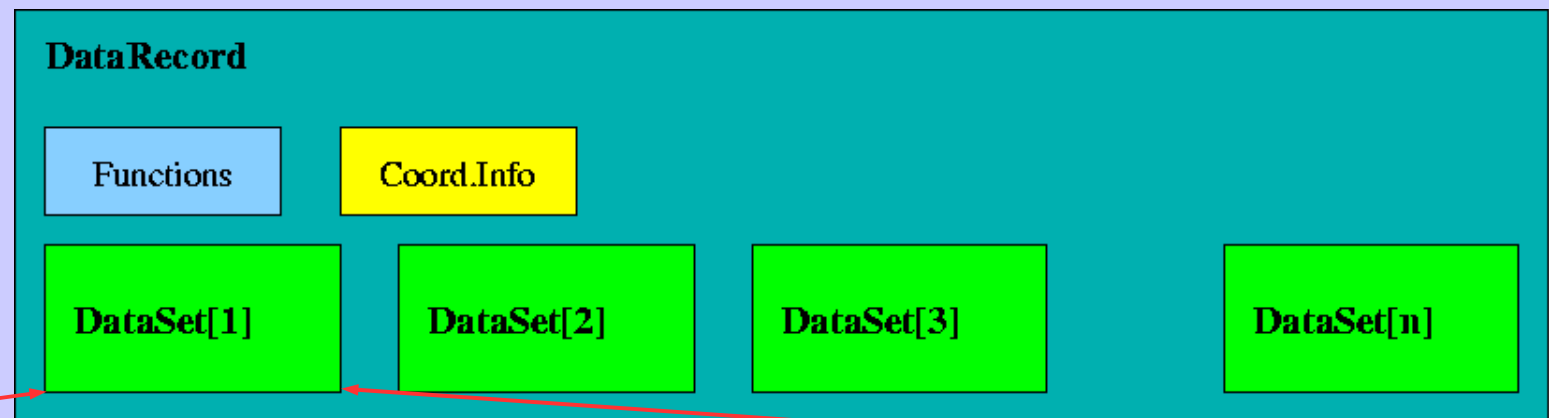 DataRecord
Functions
Coord.Info
DataSet[1]
DataSet[2]
DataSet[3]
DataSet[n]